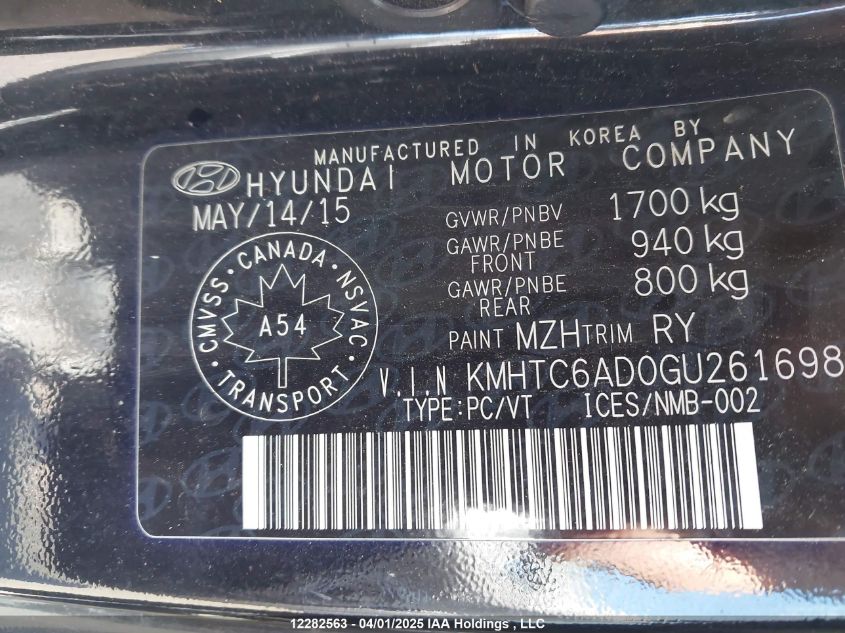 MANUFACTURED IN KOREA BY
HYUNDAI MOTOR COMPANY
MAY/14/15
GVWR/PNBV 1700 kg
GAWR/PNBE FRONT 940 kg
GAWR/PNBE REAR 800 kg
PAINT MZH TRIM RY
CMVSS · CANADA · NSVAC · TRANSPORT ·
A54
V.I.N KMHTC6AD0GU261698
TYPE:PC/VT ICES/NMB-002
12282563 - 04/01/2025 IAA Holdings , LLC